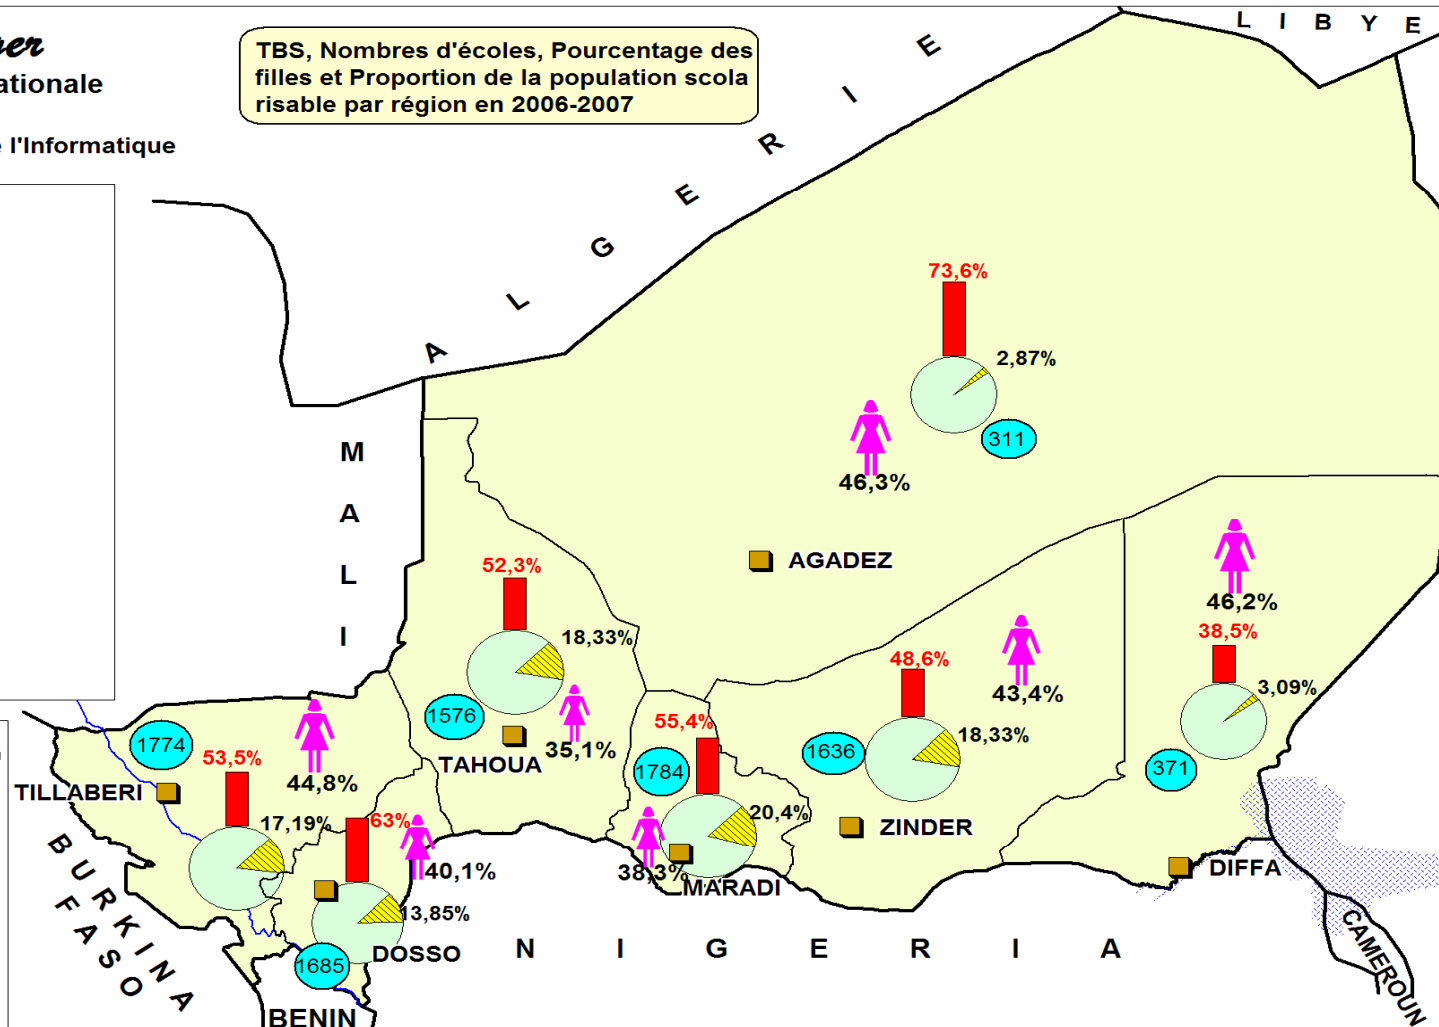 ationale
l'Informatique
TBS, Nombres d'écoles, Pourcentage des
filles et Proportion de la population scola
risable par région en 2006-2007
LIBYE
ALGERIE
MALI
73,6%
2,87%
311
46,3%
AGADEZ
52,3%
18,33%
1576
35,1%
TAHOUA
46,2%
38,5%
3,09%
371
DIFFA
48,6%
43,4%
18,33%
1636
ZINDER
55,4%
1784
20,4%
38,3%
MARADI
1774
53,5%
44,8%
TILLABERI
17,19%
63%
40,1%
13,85%
DOSSO
1685
BURKINA
FASO
NIGERIA
BENIN
CAMEROUN